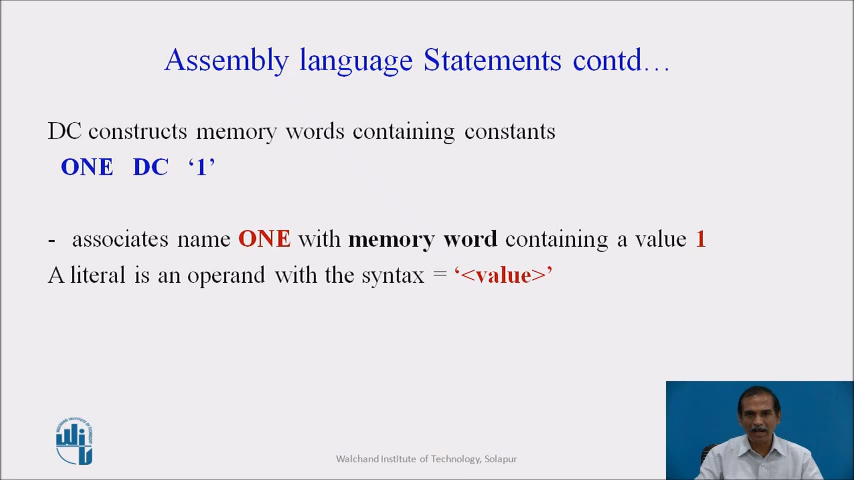 Assembly language Statements contd…
DC constructs memory words containing constants
ONE DC ‘1’
- associates name ONE with memory word containing a value 1
A literal is an operand with the syntax = ‘<value>’
Walchand Institute of Technology, Solapur